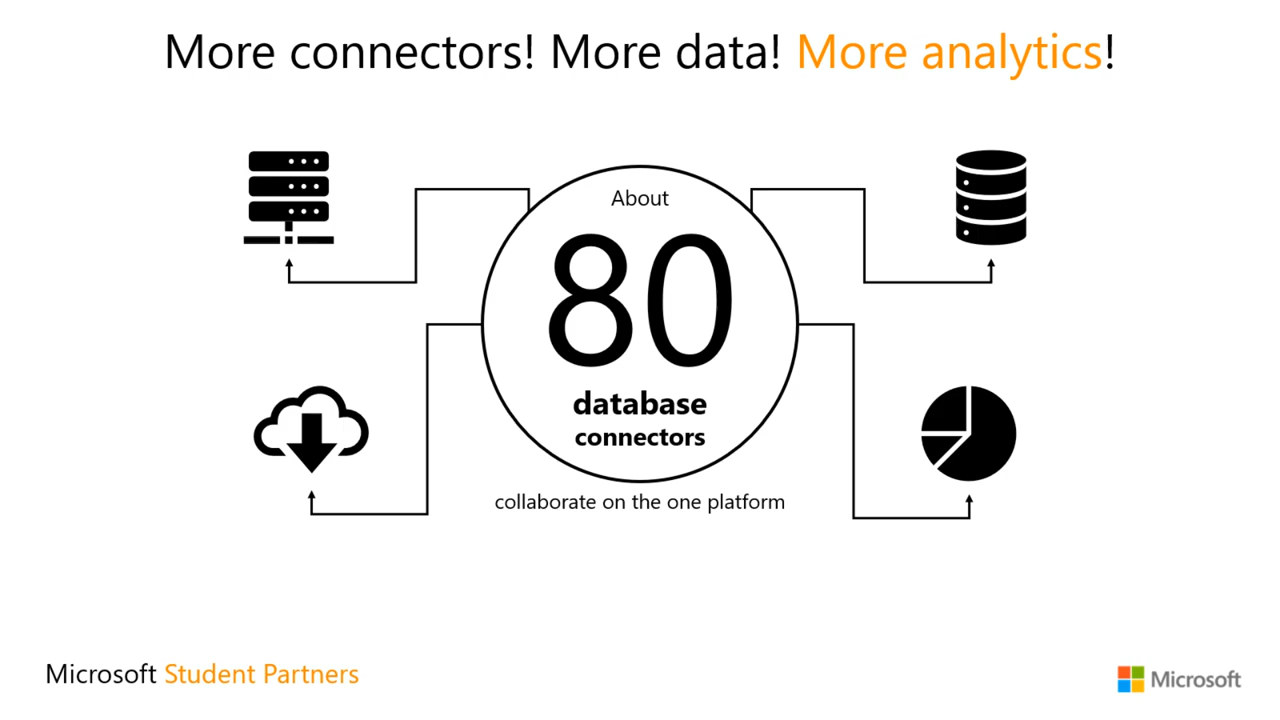 More connectors! More data! More analytics!
About
80
database
connectors
collaborate on the one platform
Microsoft Student Partners
Microsoft